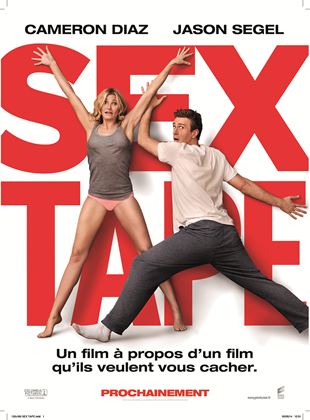 CAMERON DIAZ JASON SEGEL
SEX
TAPE
Un film à propos d'un film
qu'ils veulent vous cacher.
PROCHAINEMENT